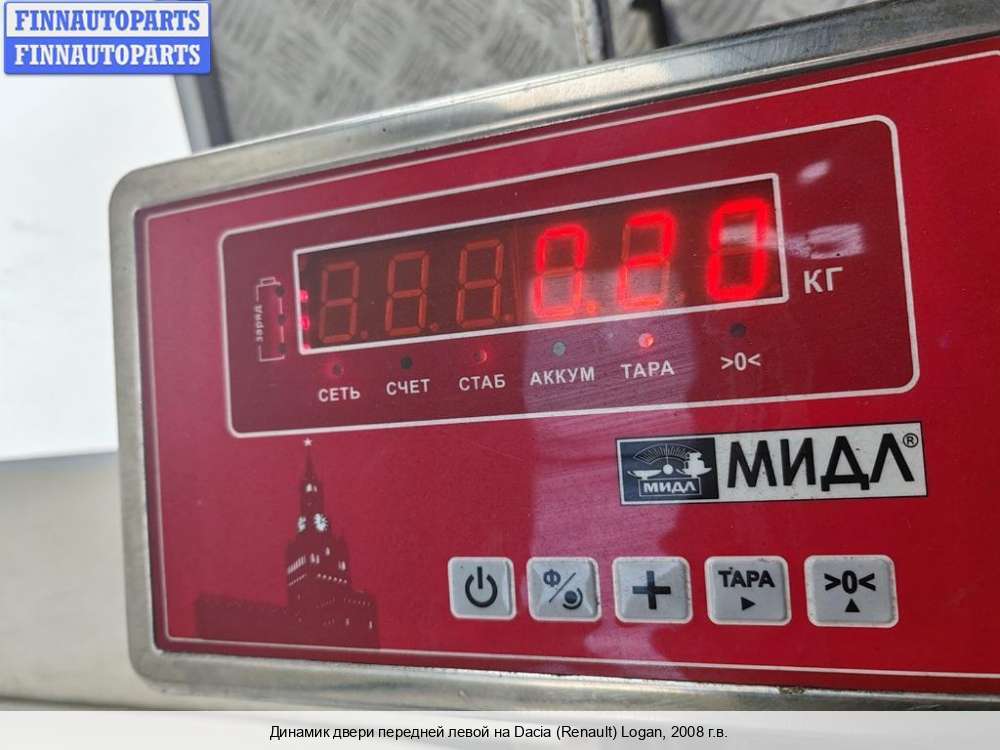 FINNAUTOPARTS
FINNAUTOPARTS
0.20
КГ
заряд
СЕТЬ СЧЕТ СТАБ АККУМ ТАРА >0<
МИДЛ МИДЛ®
Ф
ТАРА >0<
Динамик двери передней левой на Dacia (Renault) Logan, 2008 г.в.